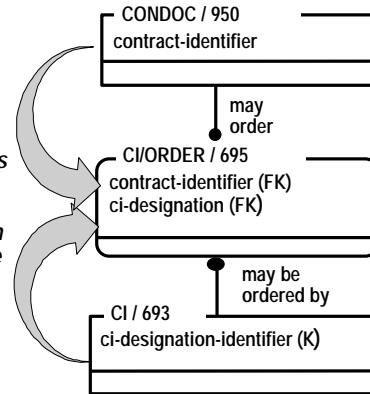 CONDOC / 950
contract-identifier
may
order
CI/ORDER / 695
contract-identifier (FK)
ci-designation (FK)
may be
ordered by
CI / 693
ci-designation-identifier (K)